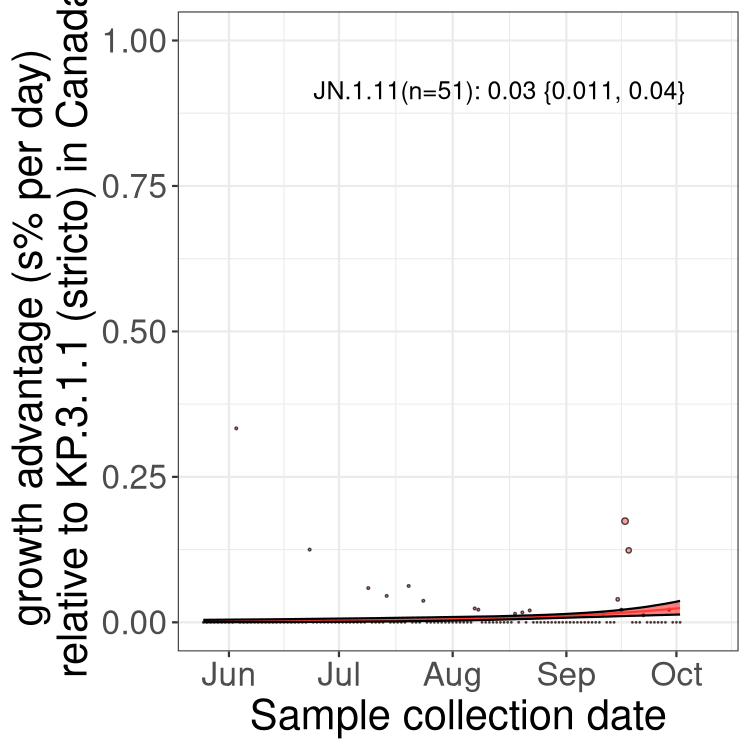 growth advantage (s% per day)
relative to KP.3.1.1 (stricto) in Canada
1.00
0.75
0.50
0.25
0.00
JN.1.11(n=51): 0.03 {0.011, 0.04}
Jun Jul Aug Sep Oct
Sample collection date